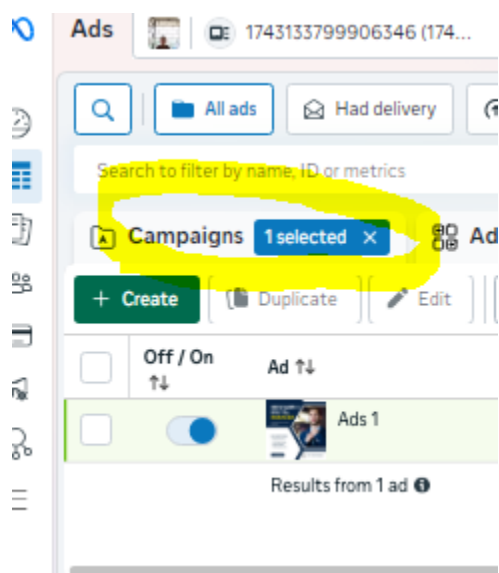 Ads 1743133799906346 (174...
All ads Had delivery
Search to filter by name, ID or metrics
Campaigns 1 selected × Ad
+ Create Duplicate Edit
Off / On Ad ↑↓
↑↓
Ads 1
Results from 1 ad